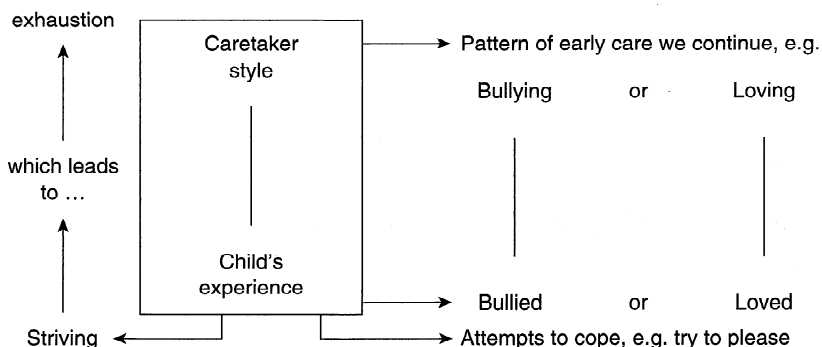 exhaustion
which leads
to ...
Striving
Caretaker
style
Child's
experience
Pattern of early care we continue, e.g.
Bullying or Loving
Bullied or Loved
Attempts to cope, e.g. try to please